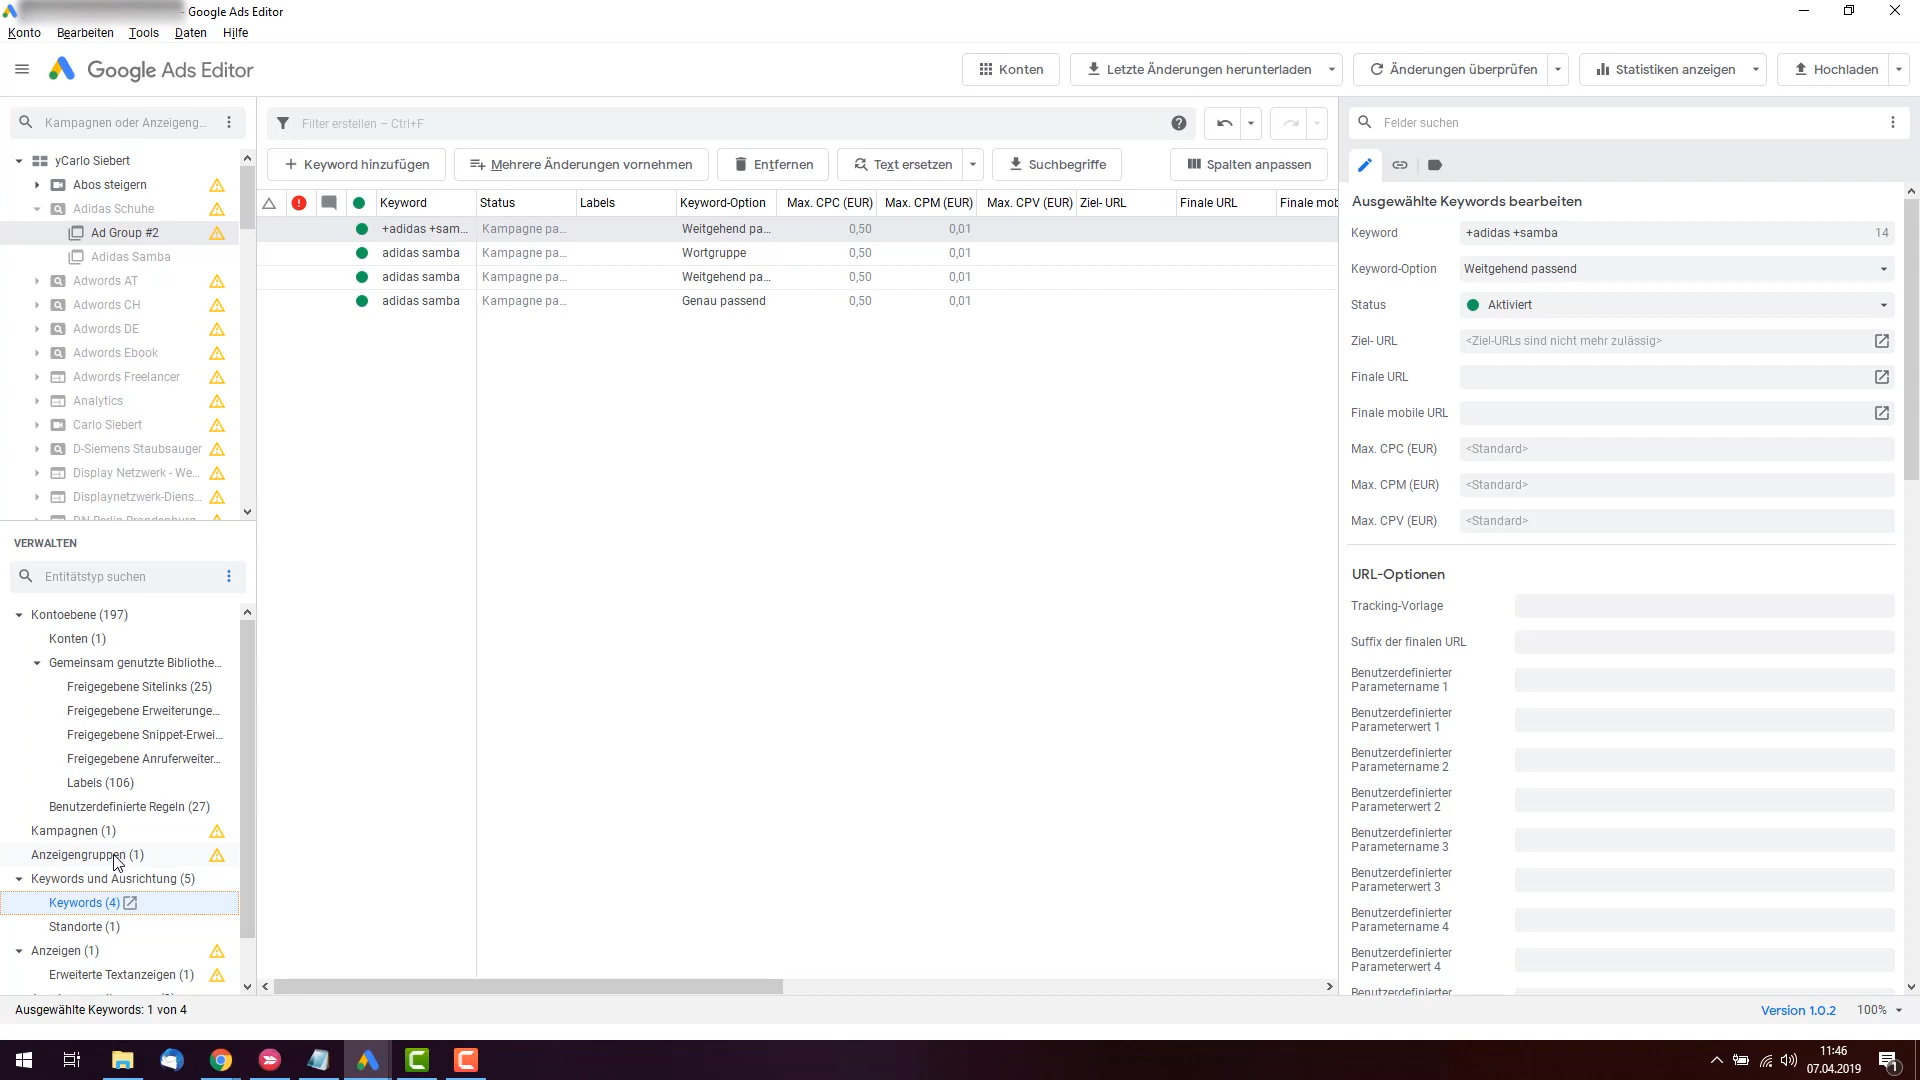 - Google Ads Editor
Konto Bearbeiten Tools Daten Hilfe
Google Ads Editor
Konten
Letzte Änderungen herunterladen
Änderungen überprüfen
Statistiken anzeigen
Hochladen
Kampagnen oder Anzeigeng...
Filter erstellen – Ctrl+F
Felder suchen
Keyword hinzufügen
Mehrere Änderungen vornehmen
Entfernen
Text ersetzen
Suchbegriffe
Spalten anpassen
yCarlo Siebert
Abos steigern
Adidas Schuhe
Ad Group #2
Adidas Samba
Adwords AT
Adwords CH
Adwords DE
Adwords Ebook
Adwords Freelancer
Analytics
Carlo Siebert
D-Siemens Staubsauger
Display Netzwerk - We...
Displaynetzwerk-Diens...
DN Berlin Brandenburg
Keyword Status Labels Keyword-Option Max. CPC (EUR) Max. CPM (EUR) Max. CPV (EUR) Ziel- URL Finale URL Finale mob
+adidas +sam... Kampagne pa... Weitgehend pa... 0,50 0,01
adidas samba Kampagne pa... Wortgruppe 0,50 0,01
adidas samba Kampagne pa... Weitgehend pa... 0,50 0,01
adidas samba Kampagne pa... Genau passend 0,50 0,01
VERWALTEN
Entitätstyp suchen
Kontoebene (197)
Konten (1)
Gemeinsam genutzte Bibliothe...
Freigegebene Sitelinks (25)
Freigegebene Erweiterunge...
Freigegebene Snippet-Erwei...
Freigegebene Anruferweiter...
Labels (106)
Benutzerdefinierte Regeln (27)
Kampagnen (1)
Anzeigengruppen (1)
Keywords und Ausrichtung (5)
Keywords (4)
Standorte (1)
Anzeigen (1)
Erweiterte Textanzeigen (1)
Ausgewählte Keywords bearbeiten
Keyword +adidas +samba 14
Keyword-Option Weitgehend passend
Status Aktiviert
Ziel- URL <Ziel-URLs sind nicht mehr zulässig>
Finale URL
Finale mobile URL
Max. CPC (EUR) <Standard>
Max. CPM (EUR) <Standard>
Max. CPV (EUR) <Standard>
URL-Optionen
Tracking-Vorlage
Suffix der finalen URL
Benutzerdefinierter
Parametername 1
Benutzerdefinierter
Parameterwert 1
Benutzerdefinierter
Parametername 2
Benutzerdefinierter
Parameterwert 2
Benutzerdefinierter
Parametername 3
Benutzerdefinierter
Parameterwert 3
Benutzerdefinierter
Parametername 4
Benutzerdefinierter
Parameterwert 4
Benutzerdefinierter
Ausgewählte Keywords: 1 von 4
Version 1.0.2 100%
11:46
07.04.2019
1